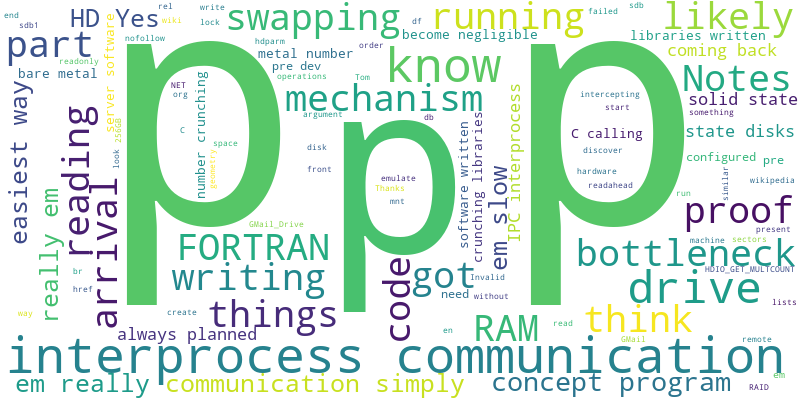 end
rel
write
wiki
lock
HD Yes
sdb1
nofollow
swapping
running
df
failed
sdb
likely
hdparm
order
become negligible
libraries written
part
metal number
pre dev
coming back
readonly
bare metal
server software
256GB
NET
org
number crunching
operations
Tom
know
Notes
intercepting
start
solid state
something
mechanism
argument
db
C
C calling
state disks
space
disk
front
discover
configured
pre
easiest way
reading
look
geometry
p p p
emulate
Thanks
mnt
software written
crunching libraries
em slow
IPC interprocess
hardware
readahead
wikipedia
similar
run
proof
present
arrival
really em
GMail_Drive
FORTRAN
machine
sectors
bottleneck
br
href
writing
code
got
need
Invalid
without
HDIO_GET_MULTCOUNT
drive
lists
way
create
things
RAM
think
always planned
en
read
GMail
remote
interprocess communication
em really
communication simply
concept program
em
RAID